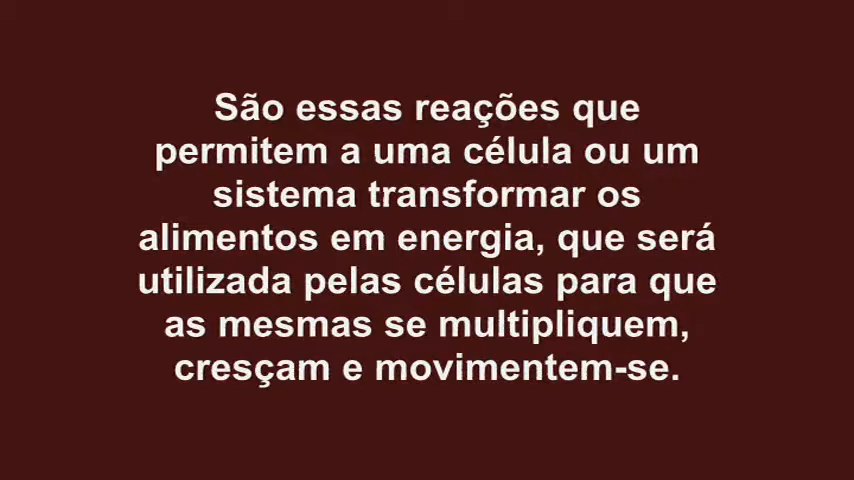 São essas reações que
permitem a uma célula ou um
sistema transformar os
alimentos em energia, que será
utilizada pelas células para que
as mesmas se multipliquem,
cresçam e movimentem-se.